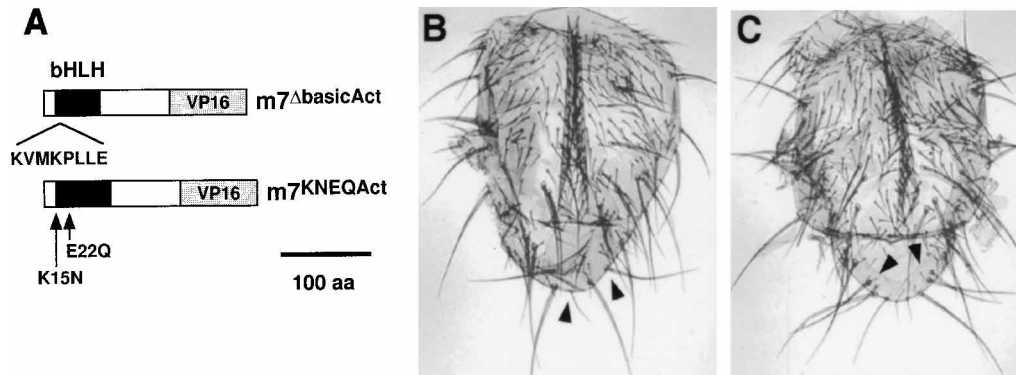 A
bHLH
VP16 m7ΔbasicAct
KVMKPLLE
VP16 m7KNEQAct
E22Q
K15N
100 aa
B
C